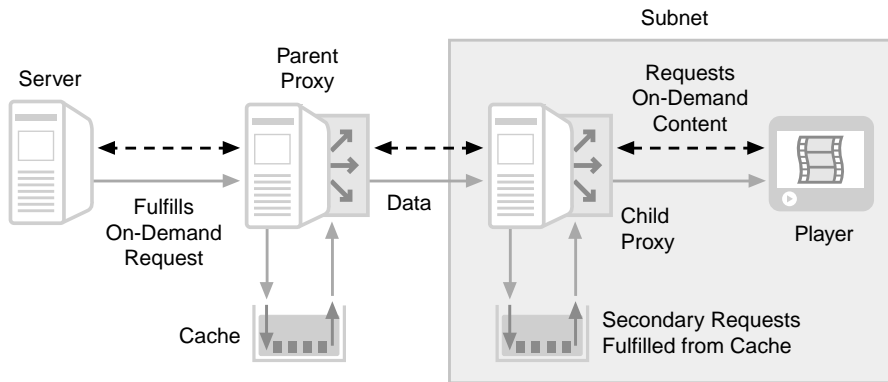 Subnet
Server
Parent
Proxy
Requests
On-Demand
Content
Fulfills
On-Demand
Request
Data
Child
Proxy
Player
Cache
Secondary Requests
Fulfilled from Cache